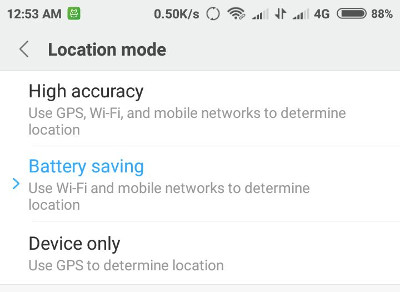 12:53 AM 0.50K/s 4G 88%
Location mode
High accuracy
Use GPS, Wi-Fi, and mobile networks to determine
location
Battery saving
Use Wi-Fi and mobile networks to determine
location
Device only
Use GPS to determine location